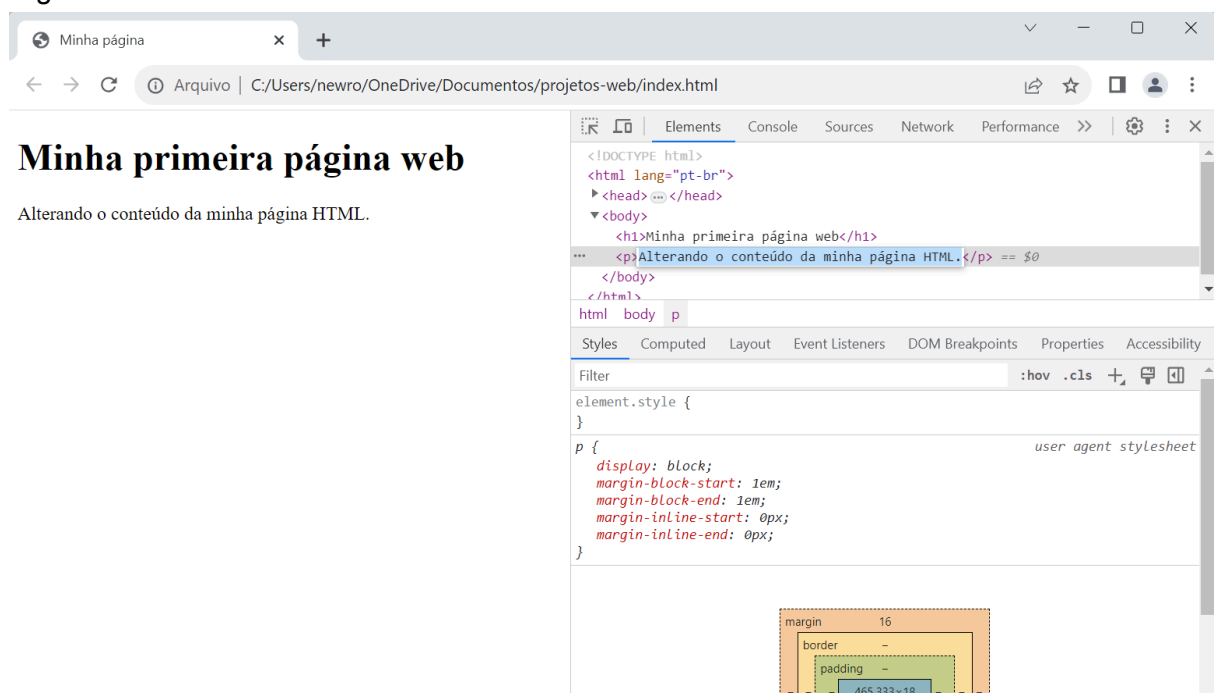 Minha página
Arquivo | C:/Users/newro/OneDrive/Documentos/projetos-web/index.html
Minha primeira página web
Alterando o conteúdo da minha página HTML.
Elements Console Sources Network Performance
<!DOCTYPE html>
<html lang="pt-br">
<head> … </head>
<body>
<h1>Minha primeira página web</h1>
… <p>Alterando o conteúdo da minha página HTML.</p> == $0
</body>
</html>
html body p
Styles Computed Layout Event Listeners DOM Breakpoints Properties Accessibility
Filter :hov .cls
element.style {
}
p { user agent stylesheet
display: block;
margin-block-start: 1em;
margin-block-end: 1em;
margin-inline-start: 0px;
margin-inline-end: 0px;
}
margin 16
border –
padding –
– – – 465.333×18 – – –